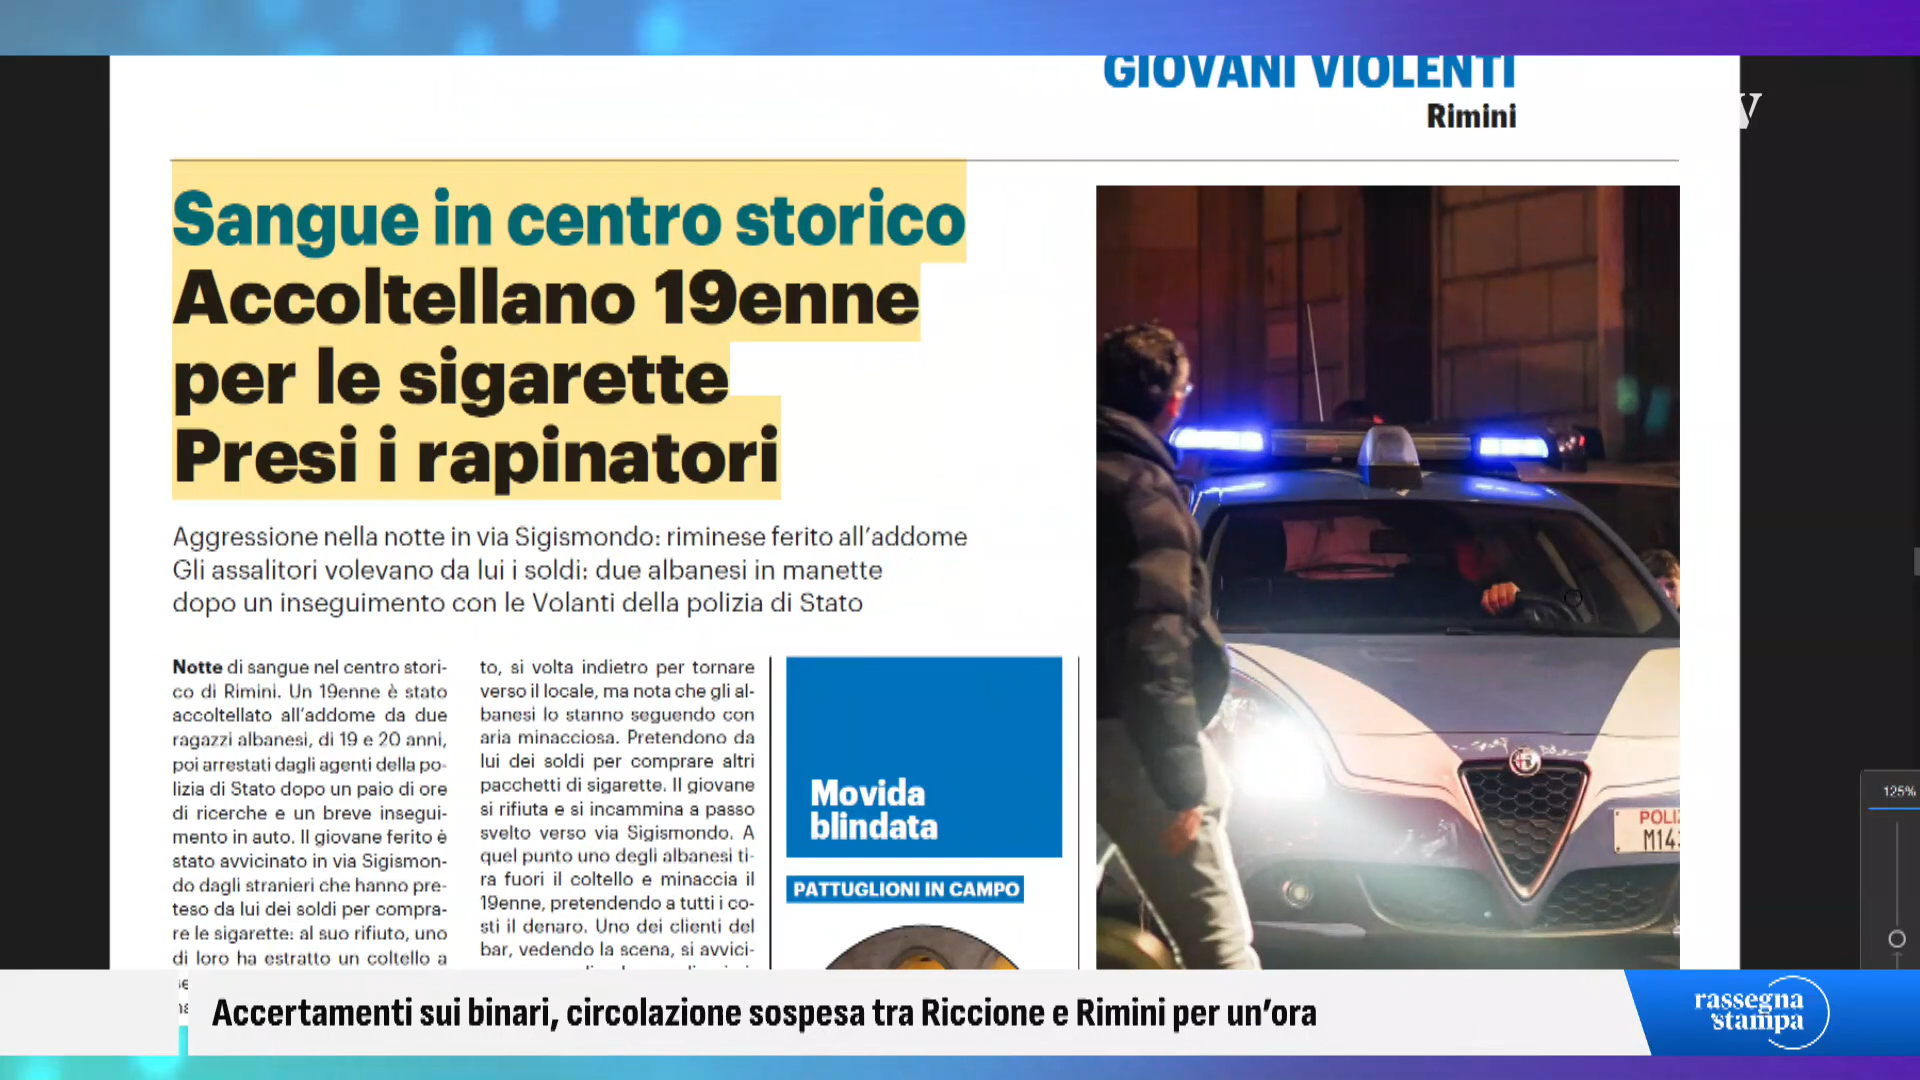 GIOVANI VIOLENTI
Rimini
Sangue in centro storico
Accoltellano 19enne
per le sigarette
Presi i rapinatori
Aggressione nella notte in via Sigismondo: riminese ferito all’addome
Gli assalitori volevano da lui i soldi: due albanesi in manette
dopo un inseguimento con le Volanti della polizia di Stato
Notte di sangue nel centro stori-
co di Rimini. Un 19enne è stato
accoltellato all’addome da due
ragazzi albanesi, di 19 e 20 anni,
poi arrestati dagli agenti della po-
lizia di Stato dopo un paio di ore
di ricerche e un breve insegui-
mento in auto. Il giovane ferito è
stato avvicinato in via Sigismon-
do dagli stranieri che hanno pre-
teso da lui dei soldi per compra-
re le sigarette: al suo rifiuto, uno
di loro ha estratto un coltello a
to, si volta indietro per tornare
verso il locale, ma nota che gli al-
banesi lo stanno seguendo con
aria minacciosa. Pretendono da
lui dei soldi per comprare altri
pacchetti di sigarette. Il giovane
si rifiuta e si incammina a passo
svelto verso via Sigismondo. A
quel punto uno degli albanesi ti-
ra fuori il coltello e minaccia il
19enne, pretendendo a tutti i co-
sti il denaro. Uno dei clienti del
bar, vedendo la scena, si avvici-
Movida
blindata
PATTUGLIONI IN CAMPO
POLI
M143
125%
Accertamenti sui binari, circolazione sospesa tra Riccione e Rimini per un’ora
rassegna
stampa